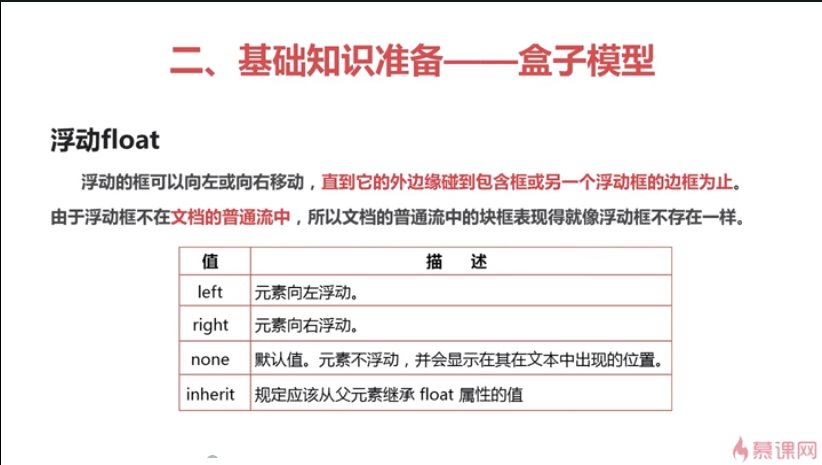 二、基础知识准备——盒子模型
浮动float
浮动的框可以向左或向右移动，直到它的外边缘碰到包含框或另一个浮动框的边框为止。
由于浮动框不在文档的普通流中，所以文档的普通流中的块框表现得就像浮动框不存在一样。
值 描 述
left 元素向左浮动。
right 元素向右浮动。
none 默认值。元素不浮动，并会显示在其在文本中出现的位置。
inherit 规定应该从父元素继承 float 属性的值
慕课网